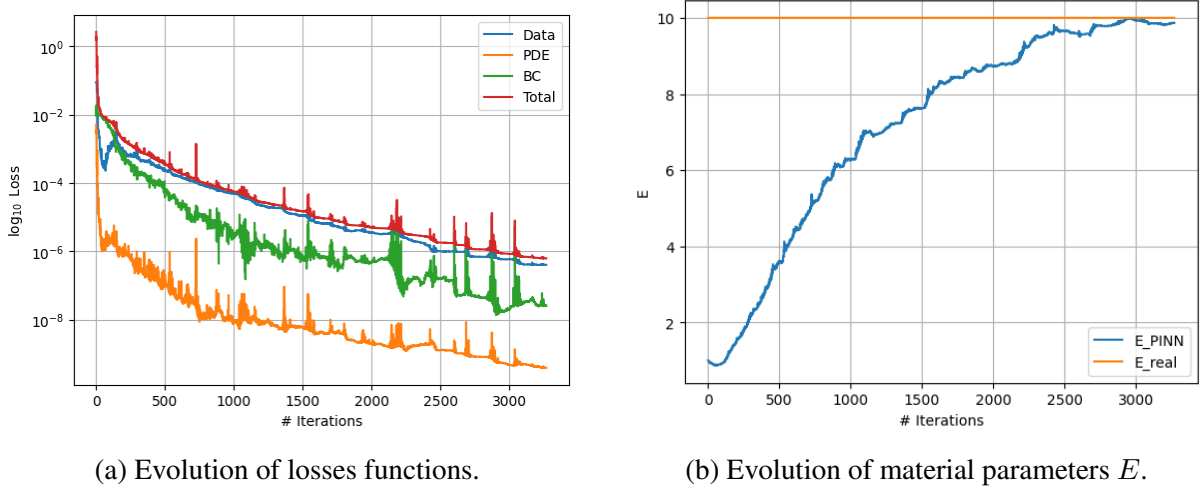 10⁰
10⁻²
10⁻⁴
10⁻⁶
10⁻⁸
log₁₀ Loss
Data
PDE
BC
Total
0 500 1000 1500 2000 2500 3000
# Iterations
10
8
6
4
2
E
E_PINN
E_real
0 500 1000 1500 2000 2500 3000
# Iterations
(a) Evolution of losses functions.
(b) Evolution of material parameters E.